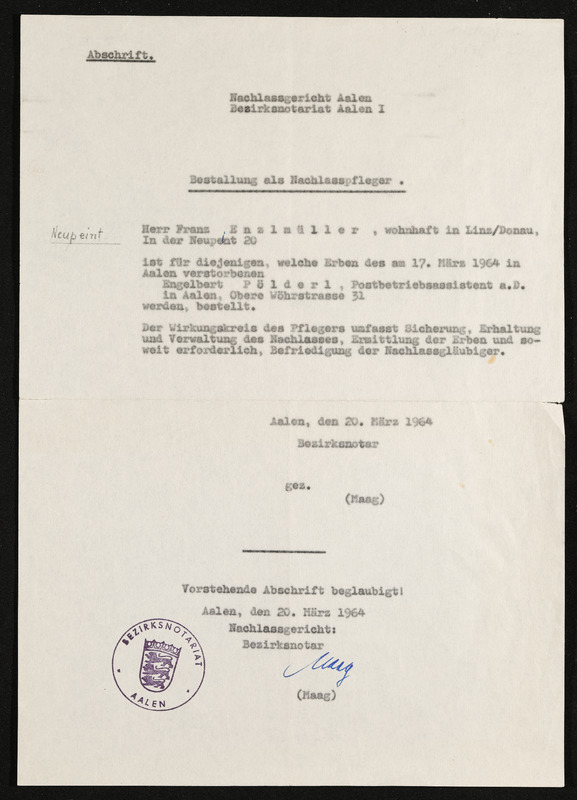 Abschrift.
Nachlassgericht Aalen
Bezirksnotariat Aalen I
Bestallung als Nachlasspfleger .
Neupeint
Herr Franz E n z l m ü l l e r , wohnhaft in Linz/Donau,
In der Neupent 20
ist für diejenigen, welche Erben des am 17. März 1964 in
Aalen verstorbenen
Engelbert P ö l d e r l , Postbetriebsassistent a.D.
in Aalen, Obere Wöhrstrasse 31
werden, bestellt.
Der Wirkungskreis des Pflegers umfasst Sicherung, Erhaltung
und Verwaltung des Nachlasses, Ermittlung der Erben und so-
weit erforderlich, Befriedigung der Nachlassgläubiger.
Aalen, den 20. März 1964
Bezirksnotar
gez.
(Maag)
Vorstehende Abschrift beglaubigt!
Aalen, den 20. März 1964
Nachlassgericht:
Bezirksnotar
Maag
(Maag)
BEZIRKSNOTARIAT
AALEN